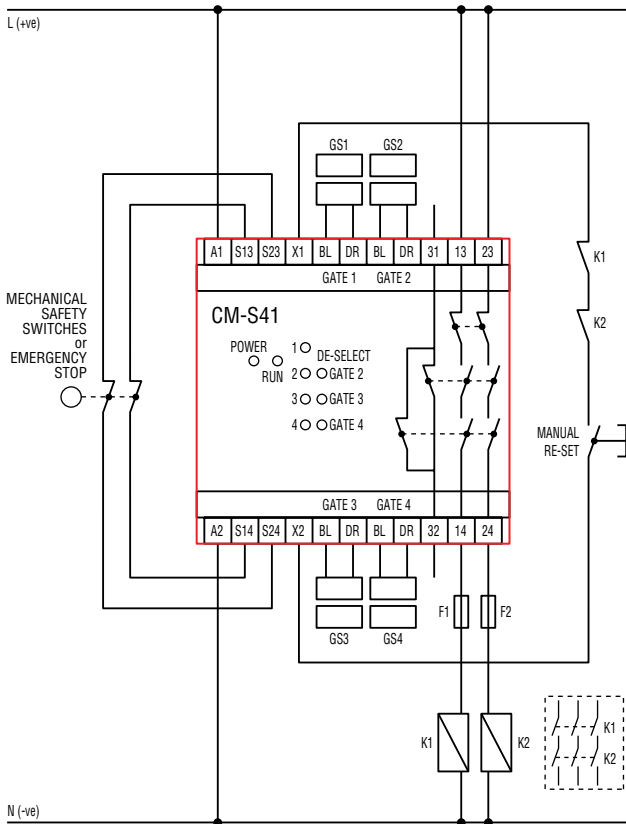 L (+ve)
GS1 GS2
A1 S13 S23 X1 BL DR BL DR 31 13 23
GATE 1 GATE 2
K1
MECHANICAL
SAFETY
SWITCHES
or
EMERGENCY
STOP
CM-S41
K2
POWER
RUN
1
DE-SELECT
2 GATE 2
3 GATE 3
4 GATE 4
MANUAL
RE-SET
GATE 3 GATE 4
A2 S14 S24 X2 BL DR BL DR 32 14 24
GS3 GS4
F1 F2
K1 K2
K1
K2
N (-ve)